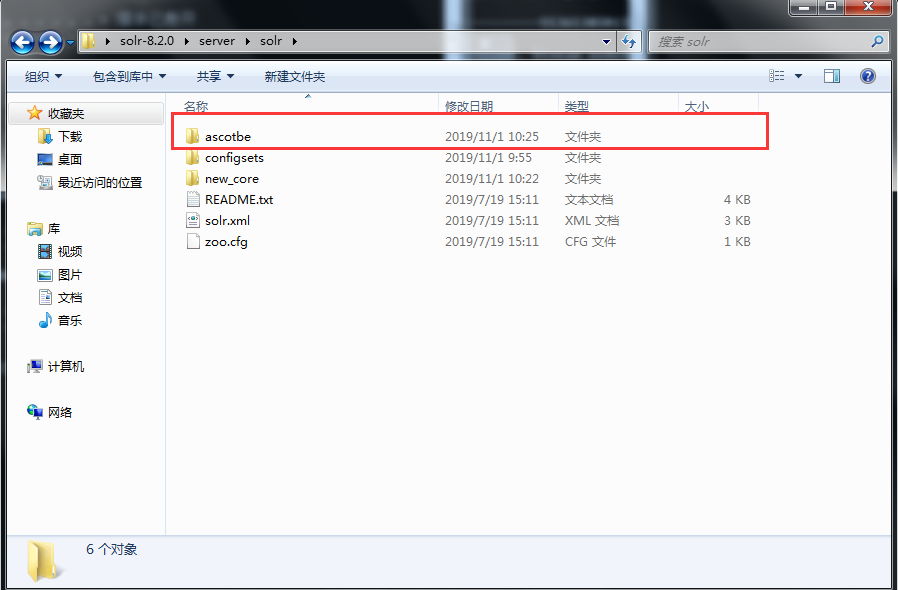 solr-8.2.0 server solr
搜索 solr
组织 包含到库中 共享 新建文件夹
名称 修改日期 类型 大小
收藏夹
下载
桌面
最近访问的位置
库
视频
图片
文档
音乐
计算机
网络
ascotbe 2019/11/1 10:25 文件夹
configsets 2019/11/1 9:55 文件夹
new_core 2019/11/1 10:22 文件夹
README.txt 2019/7/19 15:11 文本文档 4 KB
solr.xml 2019/7/19 15:11 XML 文档 3 KB
zoo.cfg 2019/7/19 15:11 CFG 文件 1 KB
6 个对象